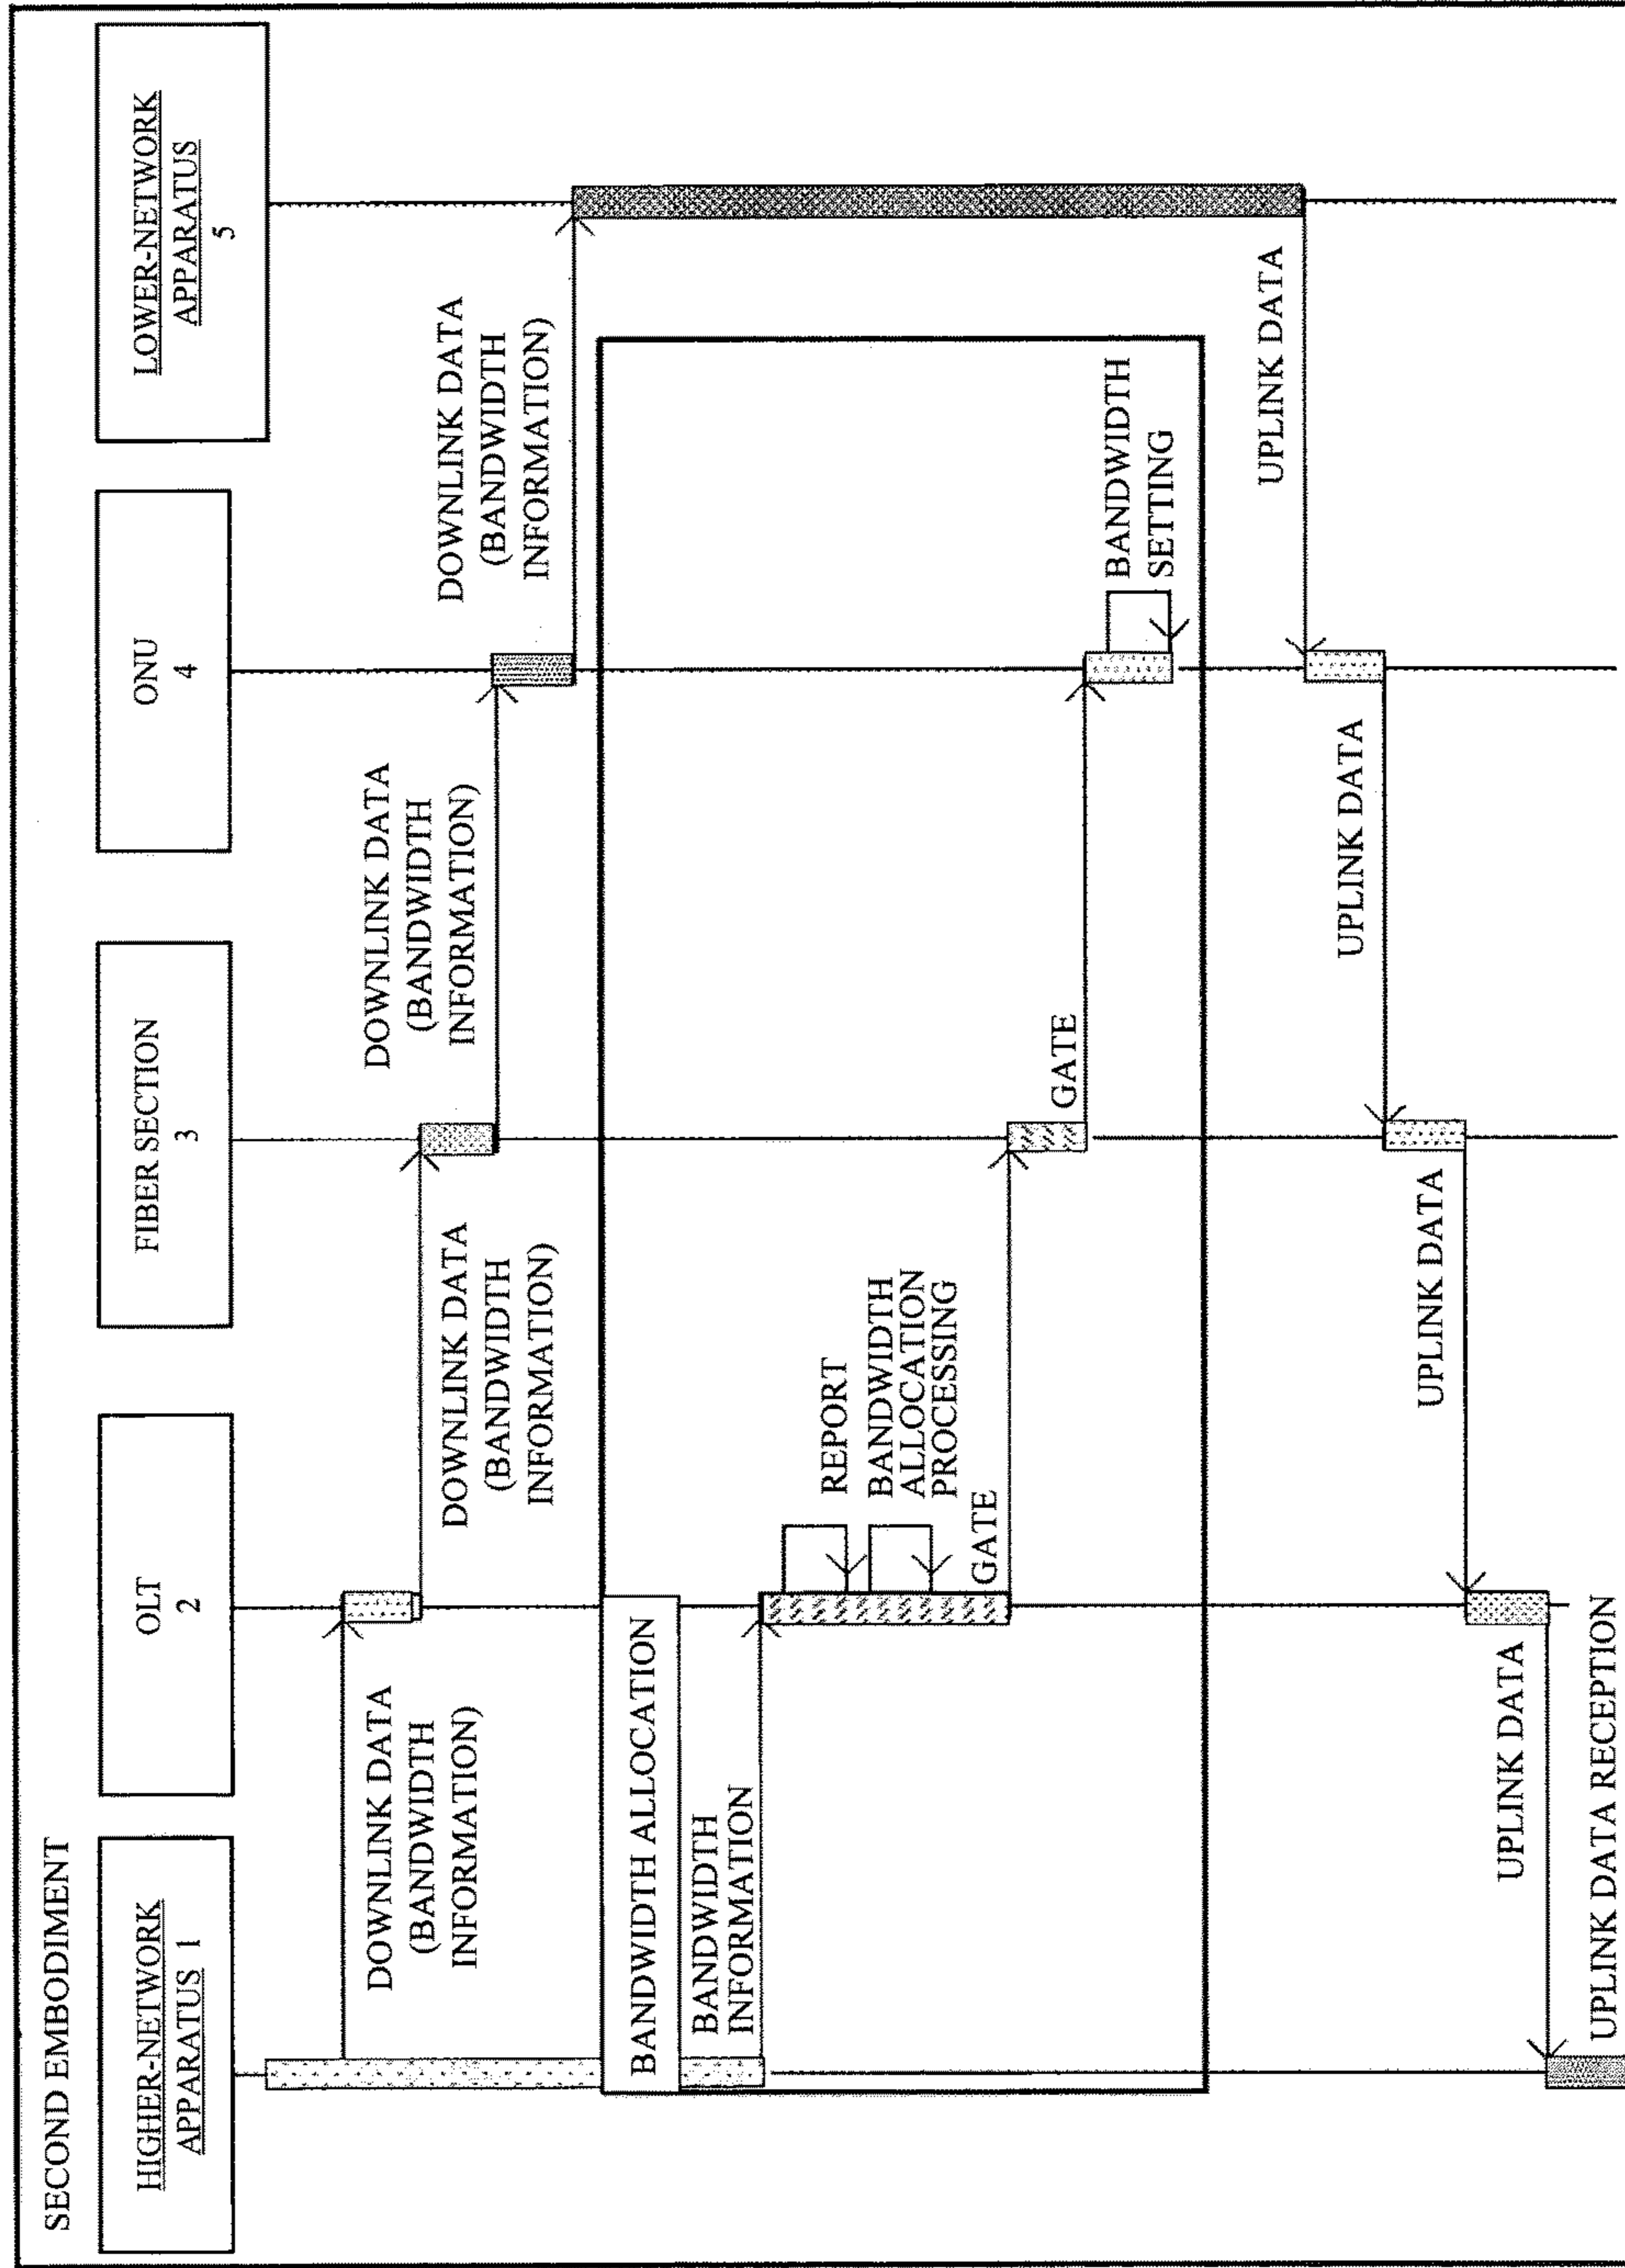 SECOND EMBODIMENT
HIGHER-NETWORK
APPARATUS 1
OLT
2
FIBER SECTION
3
ONU
4
LOWER-NETWORK
APPARATUS
5
DOWNLINK DATA
(BANDWIDTH
INFORMATION)
DOWNLINK DATA
(BANDWIDTH
INFORMATION)
DOWNLINK DATA
(BANDWIDTH
INFORMATION)
DOWNLINK DATA
(BANDWIDTH
INFORMATION)
BANDWIDTH ALLOCATION
BANDWIDTH
INFORMATION
REPORT
BANDWIDTH
ALLOCATION
PROCESSING
GATE
GATE
BANDWIDTH
SETTING
UPLINK DATA
UPLINK DATA
UPLINK DATA
UPLINK DATA
UPLINK DATA RECEPTION